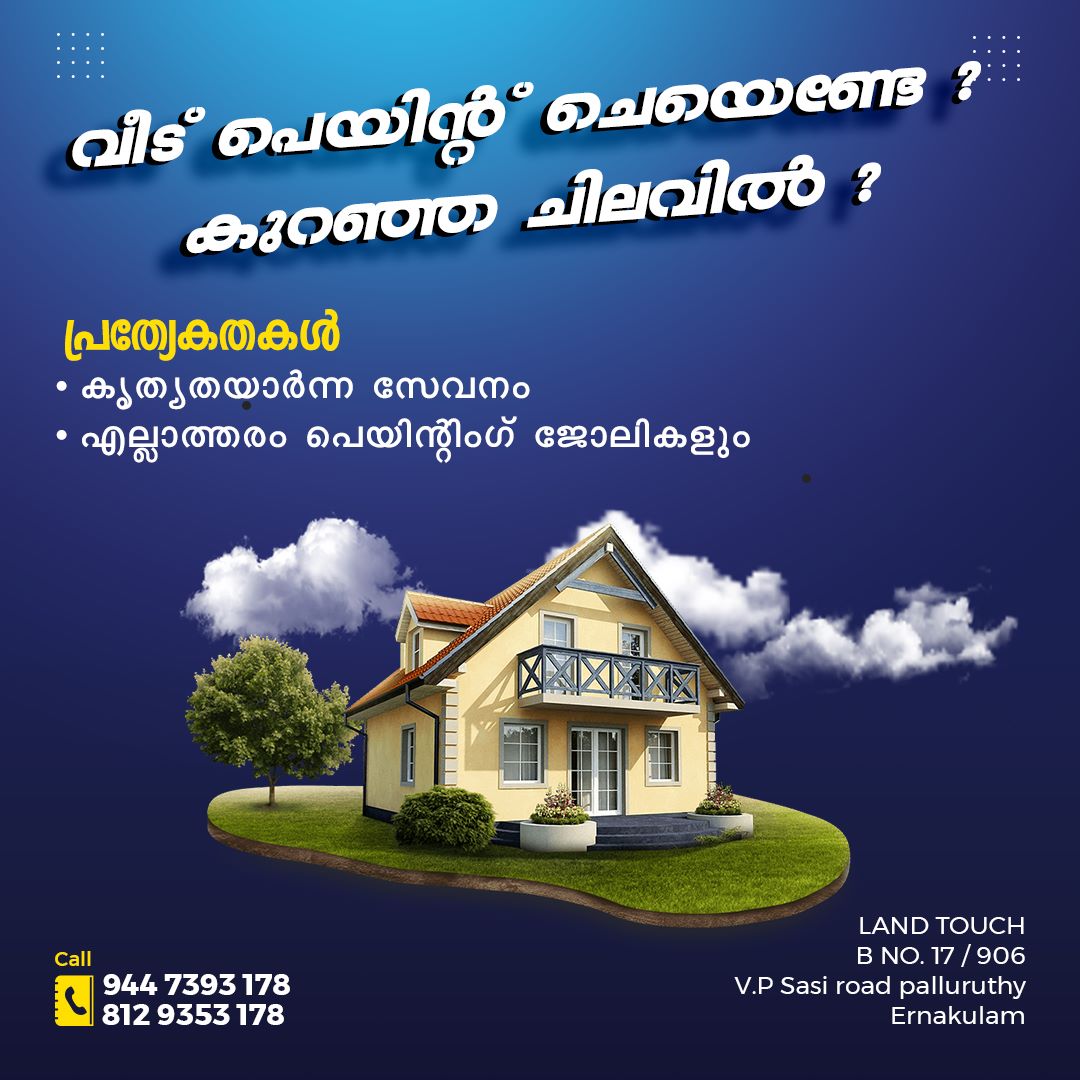 വീട് പെയിന്റ് ചെയെണ്ടേ ?
കുറഞ്ഞ ചിലവിൽ ?
പ്രത്യേകതകൾ
• കൃത്യതയാർന്ന സേവനം
• എല്ലാത്തരം പെയിന്റിംഗ് ജോലികളും
Call
944 7393 178
812 9353 178
LAND TOUCH
B NO. 17 / 906
V.P Sasi road palluruthy
Ernakulam